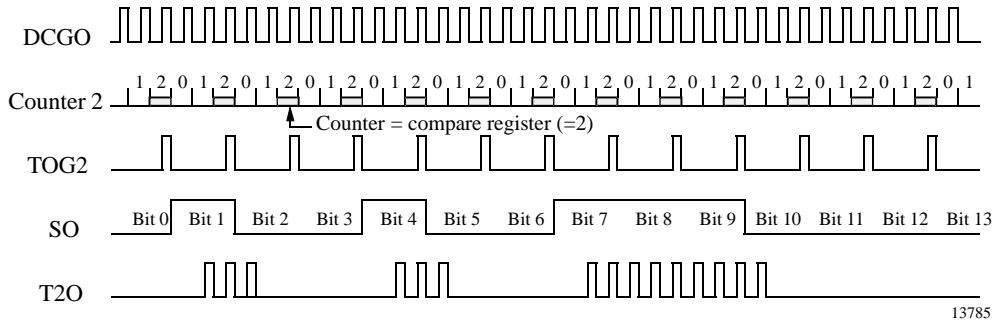 DCGO
1 2 0 1 2 0 1 2 0 1 2 0 1 2 0 1 2 0 1 2 0 1 2 0 1 2 0 1 2 0 1 2 0 1 2 0 1 2 0 1
Counter 2
Counter = compare register (=2)
TOG2
SO Bit 0 Bit 1 Bit 2 Bit 3 Bit 4 Bit 5 Bit 6 Bit 7 Bit 8 Bit 9 Bit 10 Bit 11 Bit 12 Bit 13
T2O
13785